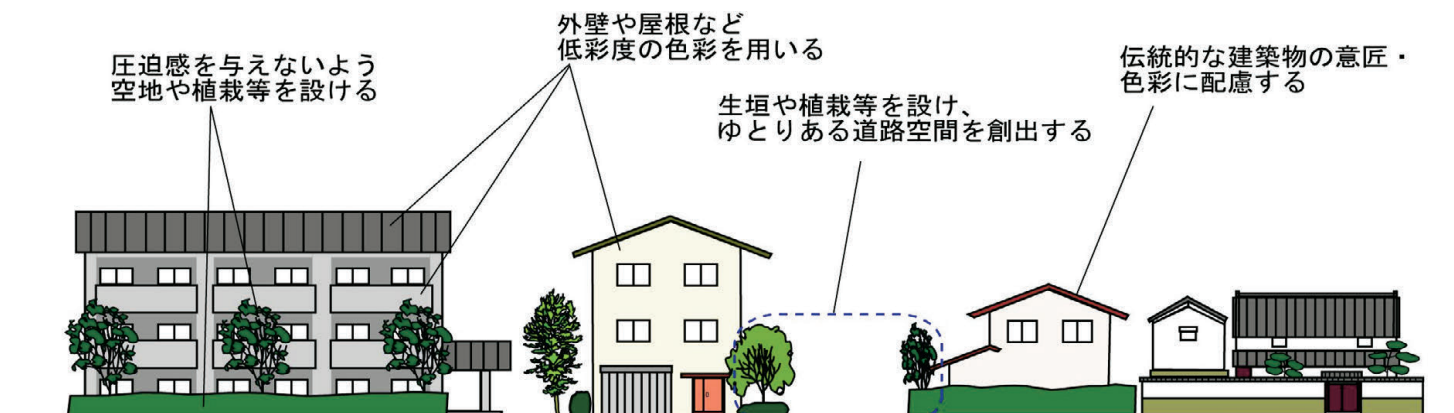 圧迫感を与えないよう
空地や植栽等を設ける
外壁や屋根など
低彩度の色彩を用いる
生垣や植栽等を設け、
ゆとりある道路空間を創出する
伝統的な建築物の意匠・
色彩に配慮する